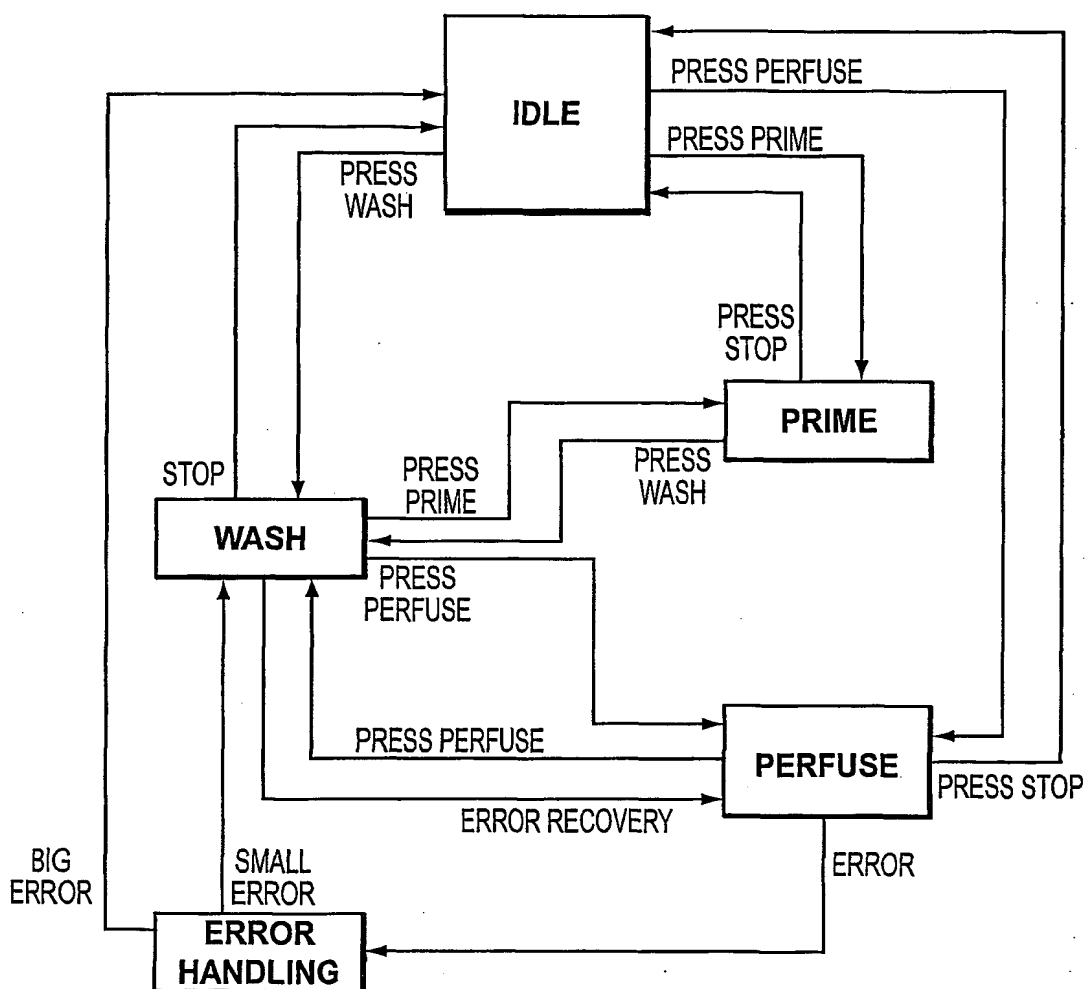 IDLE
PRESS PERFUSE
PRESS PRIME
PRESS
WASH
PRESS
STOP
PRIME
STOP
PRESS
PRIME
PRESS
WASH
WASH
PRESS
PERFUSE
PRESS PERFUSE
PERFUSE
PRESS STOP
ERROR RECOVERY
BIG
ERROR
SMALL
ERROR
ERROR
ERROR
HANDLING